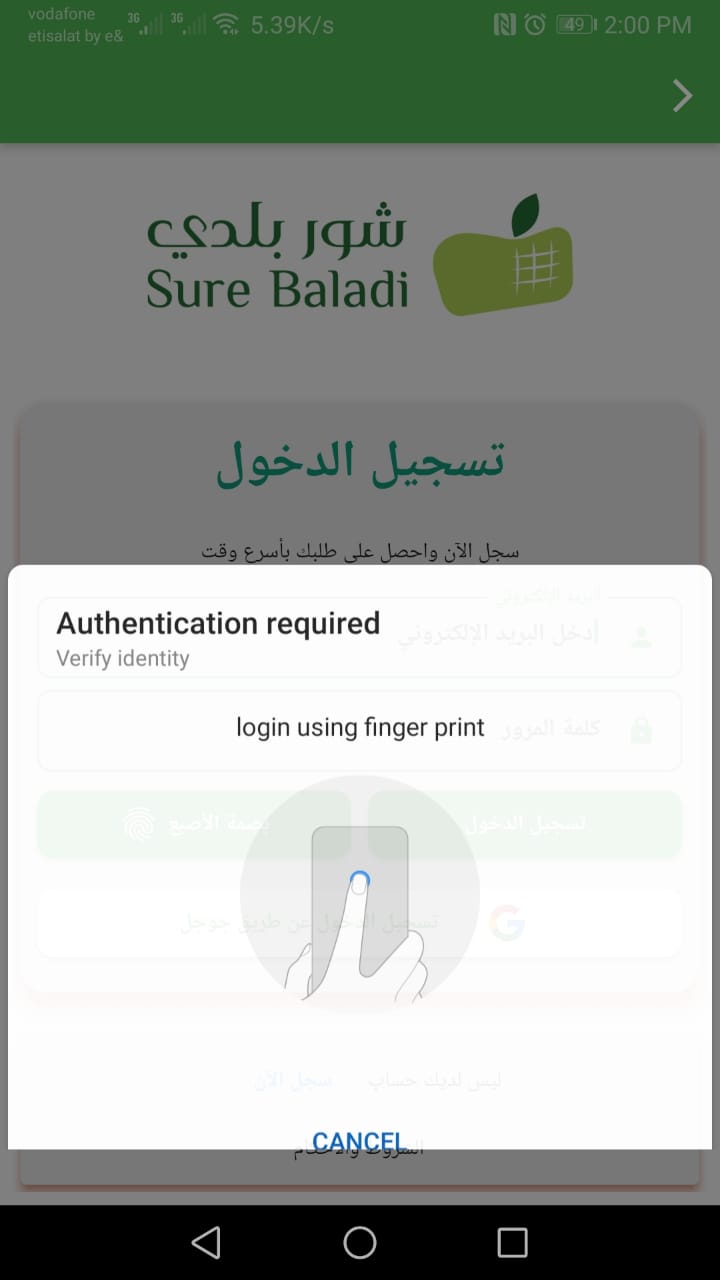 vodafone
etisalat by e&
3G 3G 5.39K/s 49 2:00 PM
شور بلدي
Sure Baladi
تسجيل الدخول
سجل الآن واحصل على طلبك بأسرع وقت
البريد الإلكتروني
Authentication required
أدخل البريد الإلكتروني
Verify identity
login using finger print
كلمة المرور
تسجيل الدخول
بصمة الأصبع
تسجيل الدخول عن طريق جوجل
ليس لديك حساب سجل الآن
CANCEL
الشروط والأحكام